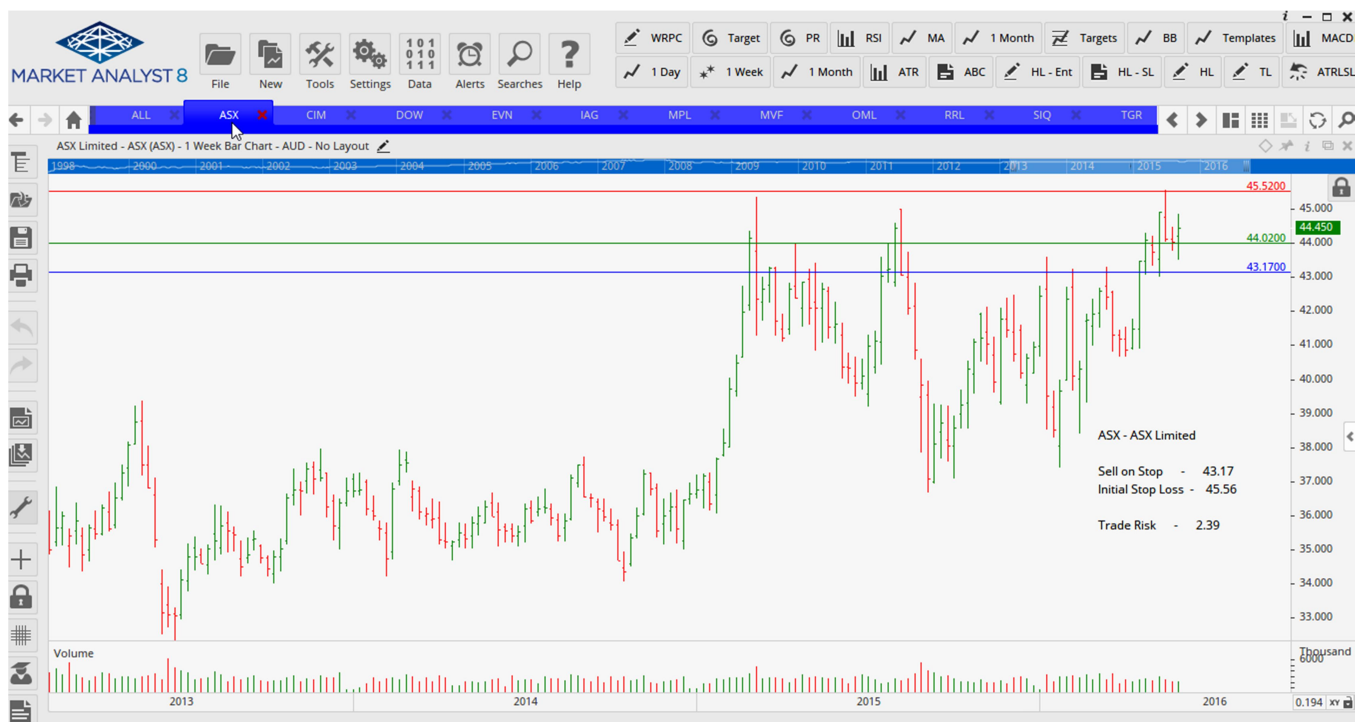 MARKET ANALYST 8
File
New
Tools
Settings
Data
Alerts
Searches
Help
WRPC
Target
PR
RSI
MA
1 Month
Targets
BB
Templates
MACD
1 Day
1 Week
1 Month
ATR
ABC
HL - Ent
HL - SL
HL
TL
ATRLSL
ALL
ASX
CIM
DOW
EVN
IAG
MPL
MVF
OML
RRL
SIQ
TGR
ASX Limited - ASX (ASX) - 1 Week Bar Chart - AUD - No Layout
1998
2000
2001
2002
2003
2004
2005
2006
2007
2008
2009
2010
2011
2012
2013
2014
2015
2016
45.5200
45.000
44.450
44.0200
44.000
43.1700
43.000
42.000
41.000
40.000
39.000
38.000
37.000
36.000
35.000
34.000
33.000
ASX - ASX Limited
Sell on Stop - 43.17
Initial Stop Loss - 45.56
Trade Risk - 2.39
Volume
Thousand
6000
2013
2014
2015
2016
0.194
XY